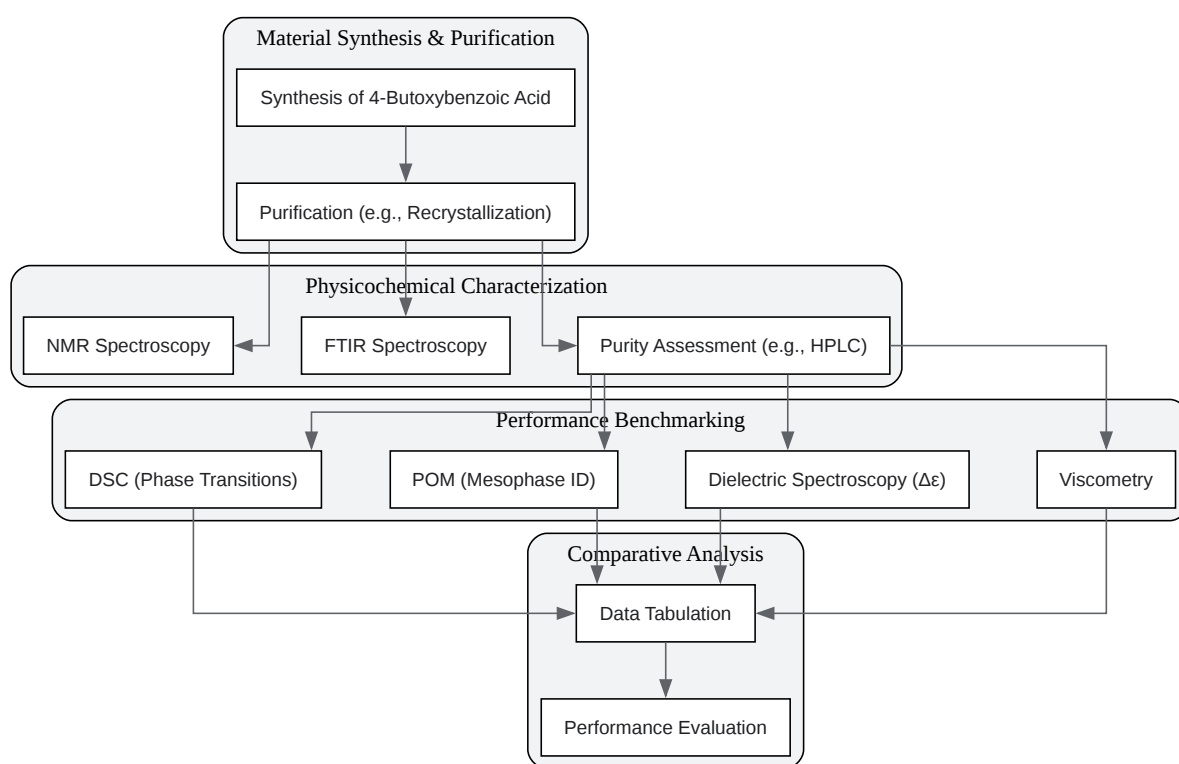 Material Synthesis & Purification
Synthesis of 4-Butoxybenzoic Acid
Purification (e.g., Recrystallization)
Physicochemical Characterization
NMR Spectroscopy
FTIR Spectroscopy
Purity Assessment (e.g., HPLC)
Performance Benchmarking
DSC (Phase Transitions)
POM (Mesophase ID)
Dielectric Spectroscopy (Δε)
Viscometry
Comparative Analysis
Data Tabulation
Performance Evaluation